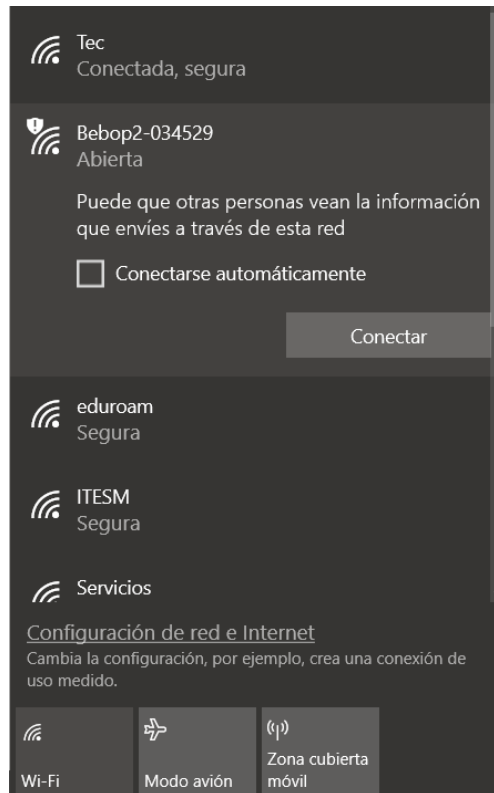 Tec
Conectada, segura
Bebop2-034529
Abierta
Puede que otras personas vean la información
que envíes a través de esta red
Conectarse automáticamente
Conectar
eduroam
Segura
ITESM
Segura
Servicios
Configuración de red e Internet
Cambia la configuración, por ejemplo, crea una conexión de
uso medido.
Wi-Fi
Modo avión
Zona cubierta
móvil